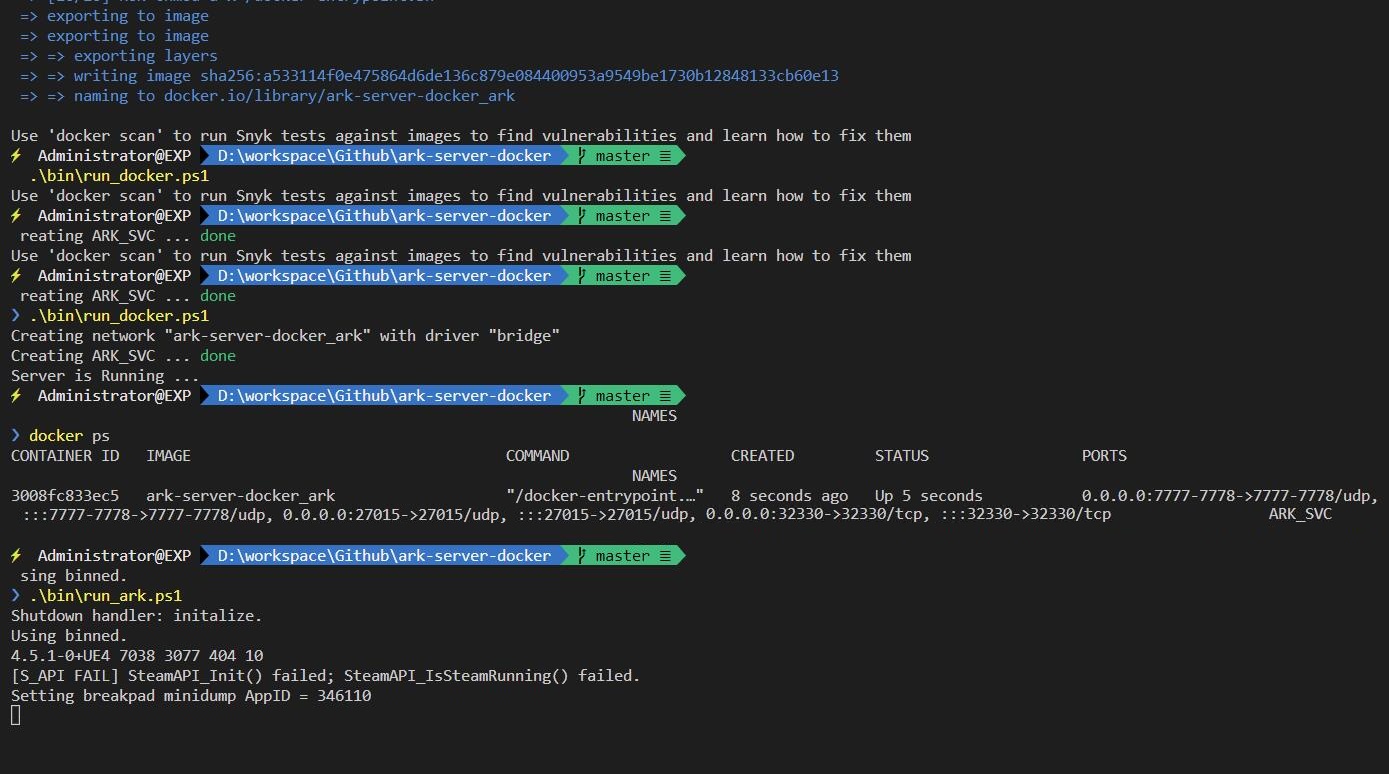 => exporting to image
=> exporting to image
=> => exporting layers
=> => writing image sha256:a533114f0e475864d6de136c879e084400953a9549be1730b12848133cb60e13
=> => naming to docker.io/library/ark-server-docker_ark
Use 'docker scan' to run Snyk tests against images to find vulnerabilities and learn how to fix them
⚡ Administrator@EXP D:\workspace\Github\ark-server-docker master ≡
.\bin\run_docker.ps1
Use 'docker scan' to run Snyk tests against images to find vulnerabilities and learn how to fix them
⚡ Administrator@EXP D:\workspace\Github\ark-server-docker master ≡
reating ARK_SVC ... done
Use 'docker scan' to run Snyk tests against images to find vulnerabilities and learn how to fix them
⚡ Administrator@EXP D:\workspace\Github\ark-server-docker master ≡
reating ARK_SVC ... done
❯ .\bin\run_docker.ps1
Creating network "ark-server-docker_ark" with driver "bridge"
Creating ARK_SVC ... done
Server is Running ...
⚡ Administrator@EXP D:\workspace\Github\ark-server-docker master ≡
NAMES
❯ docker ps
CONTAINER ID IMAGE COMMAND CREATED STATUS PORTS
NAMES
3008fc833ec5 ark-server-docker_ark "/docker-entrypoint.…" 8 seconds ago Up 5 seconds 0.0.0.0:7777-7778->7777-7778/udp,
:::7777-7778->7777-7778/udp, 0.0.0.0:27015->27015/udp, :::27015->27015/udp, 0.0.0.0:32330->32330/tcp, :::32330->32330/tcp ARK_SVC
⚡ Administrator@EXP D:\workspace\Github\ark-server-docker master ≡
sing binned.
❯ .\bin\run_ark.ps1
Shutdown handler: initalize.
Using binned.
4.5.1-0+UE4 7038 3077 404 10
[S_API FAIL] SteamAPI_Init() failed; SteamAPI_IsSteamRunning() failed.
Setting breakpad minidump AppID = 346110